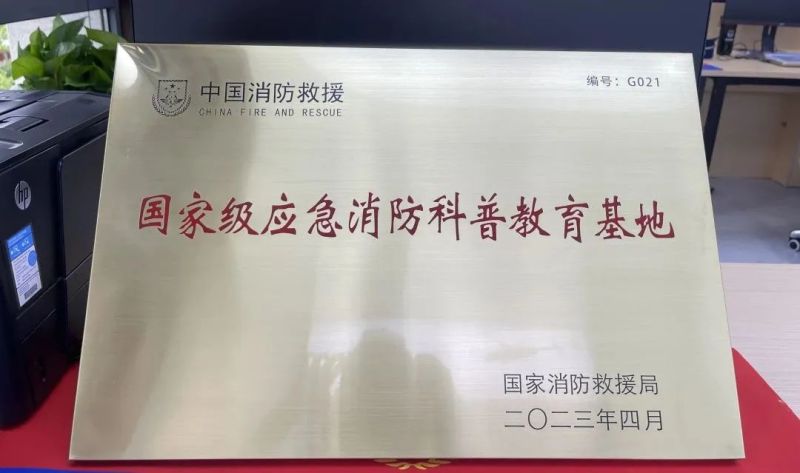 中国消防救援
CHINA FIRE AND RESCUE
编号：G021
国家级应急消防科普教育基地
国家消防救援局
二〇二三年四月
hp